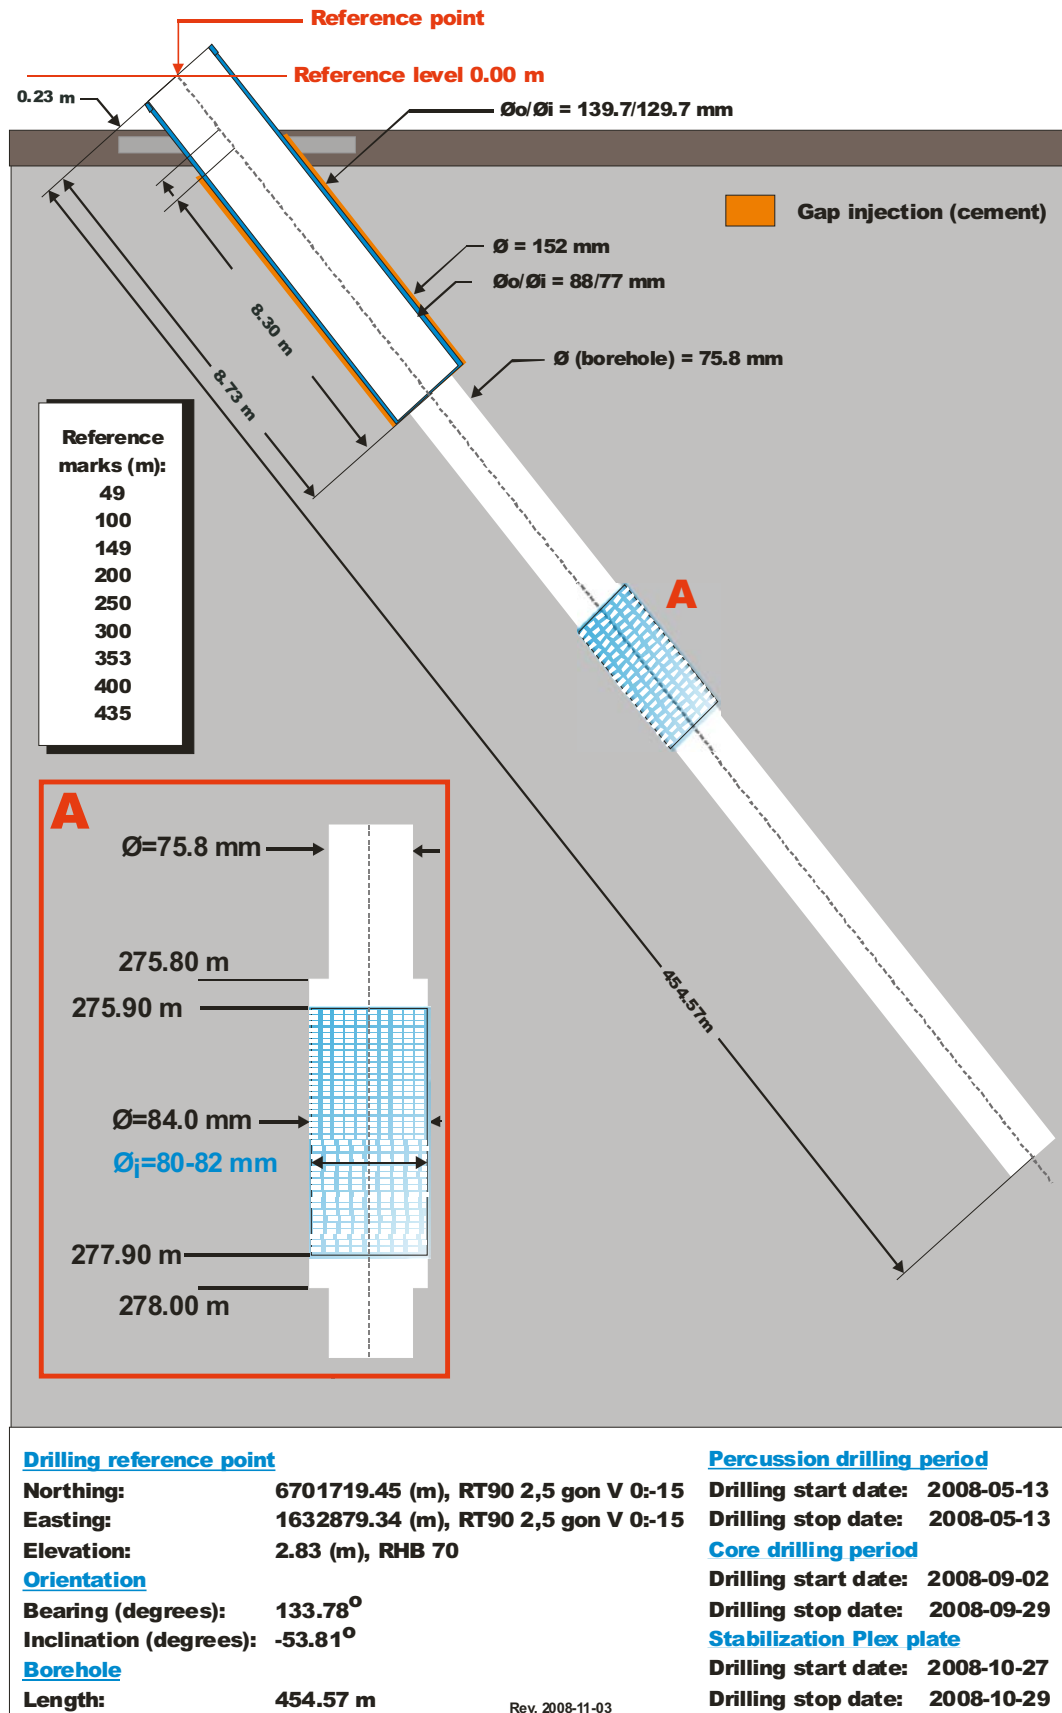 Reference point
Reference level 0.00 m
0.23 m
Øo/Øi = 139.7/129.7 mm
Gap injection (cement)
Ø = 152 mm
Øo/Øi = 88/77 mm
8.30 m
Ø (borehole) = 75.8 mm
8.73 m
Reference
marks (m):
49
100
149
200
250
300
353
400
435
A
454.57m
A
Ø=75.8 mm
275.80 m
275.90 m
Ø=84.0 mm
Øi=80-82 mm
277.90 m
278.00 m
Drilling reference point
Northing: 6701719.45 (m), RT90 2,5 gon V 0:-15
Easting: 1632879.34 (m), RT90 2,5 gon V 0:-15
Elevation: 2.83 (m), RHB 70
Orientation
Bearing (degrees): 133.78°
Inclination (degrees): -53.81°
Borehole
Length: 454.57 m
Rev. 2008-11-03
Percussion drilling period
Drilling start date: 2008-05-13
Drilling stop date: 2008-05-13
Core drilling period
Drilling start date: 2008-09-02
Drilling stop date: 2008-09-29
Stabilization Plex plate
Drilling start date: 2008-10-27
Drilling stop date: 2008-10-29